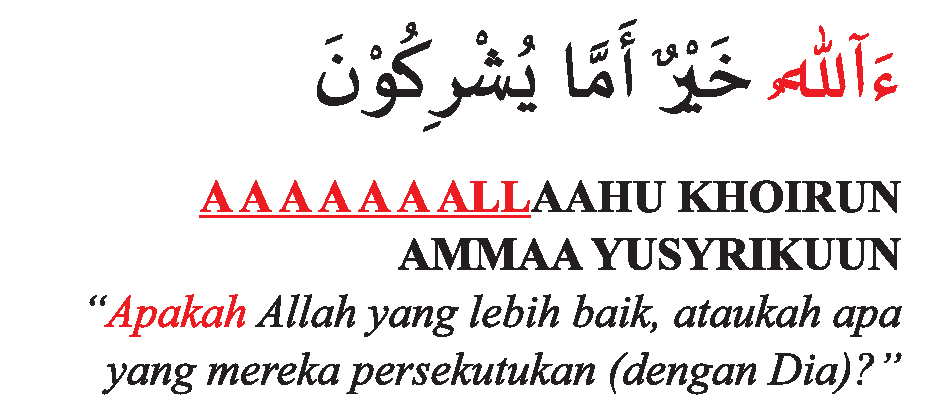 ءَآللّٰهُ خَيْرٌ أَمَّا يُشْرِكُوْنَ
A A A A A A ALLAAHU KHOIRUN
AMMAA YUSYRIKUUN
“Apakah Allah yang lebih baik, ataukah apa
yang mereka persekutukan (dengan Dia)?”